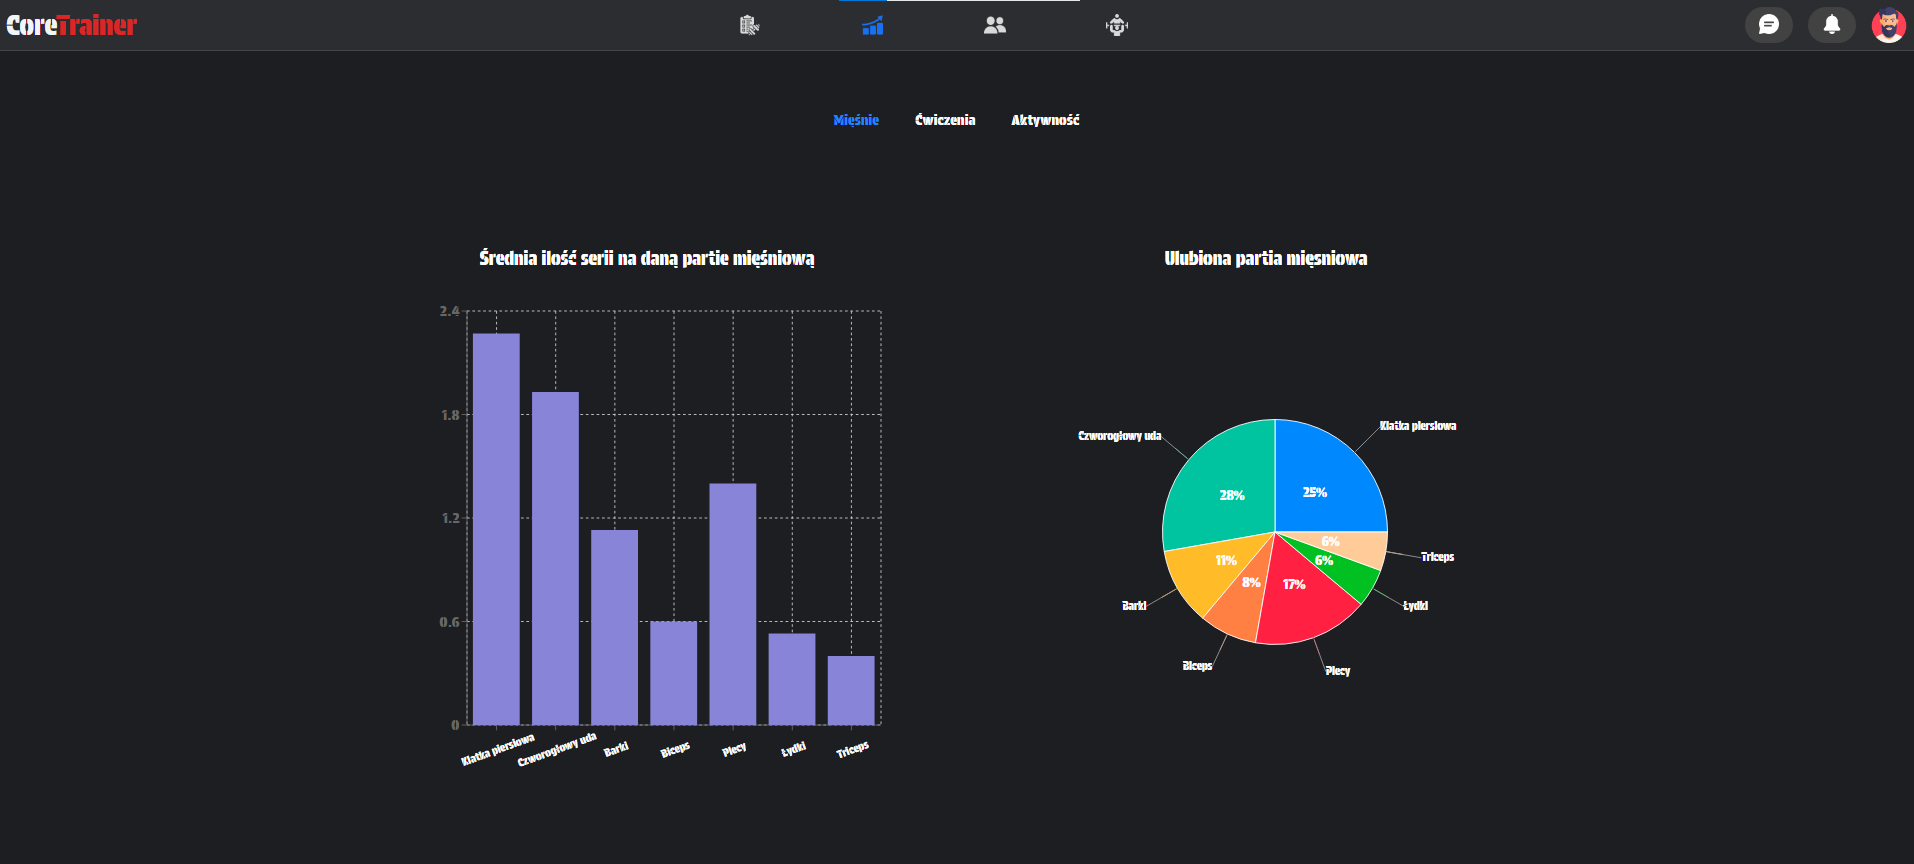 CoreTrainer
Mięśnie Ćwiczenia Aktywność
Średnia ilość serii na daną partie mięśniową
2.4
1.8
1.2
0.6
0
Klatka piersiowa
Czworogłowy uda
Barki
Biceps
Plecy
Łydki
Triceps
Ulubiona partia mięsniowa
Klatka piersiowa
Czworogłowy uda
28%
25%
6%
Triceps
11%
6%
8%
17%
Barki
Łydki
Biceps
Plecy